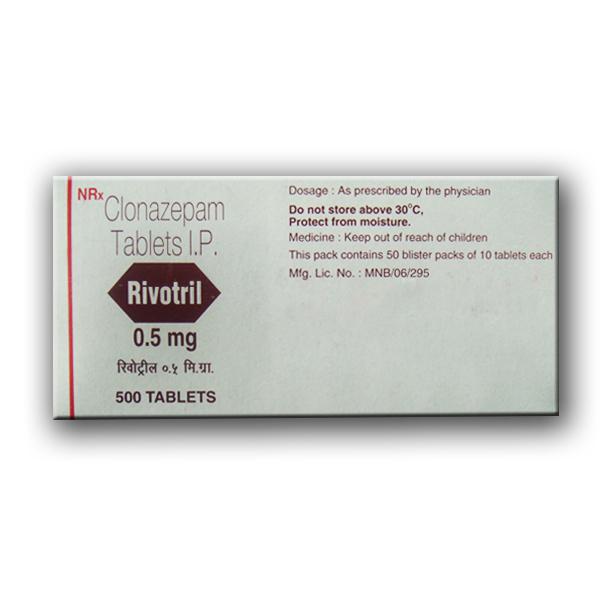 NRx
Clonazepam
Tablets I.P.
Rivotril
0.5 mg
रिवोट्रील ०.५ मि.ग्रा.
500 TABLETS
Dosage : As prescribed by the physician
Do not store above 30°C,
Protect from moisture.
Medicine : Keep out of reach of children
This pack contains 50 blister packs of 10 tablets each
Mfg. Lic. No. : MNB/06/295